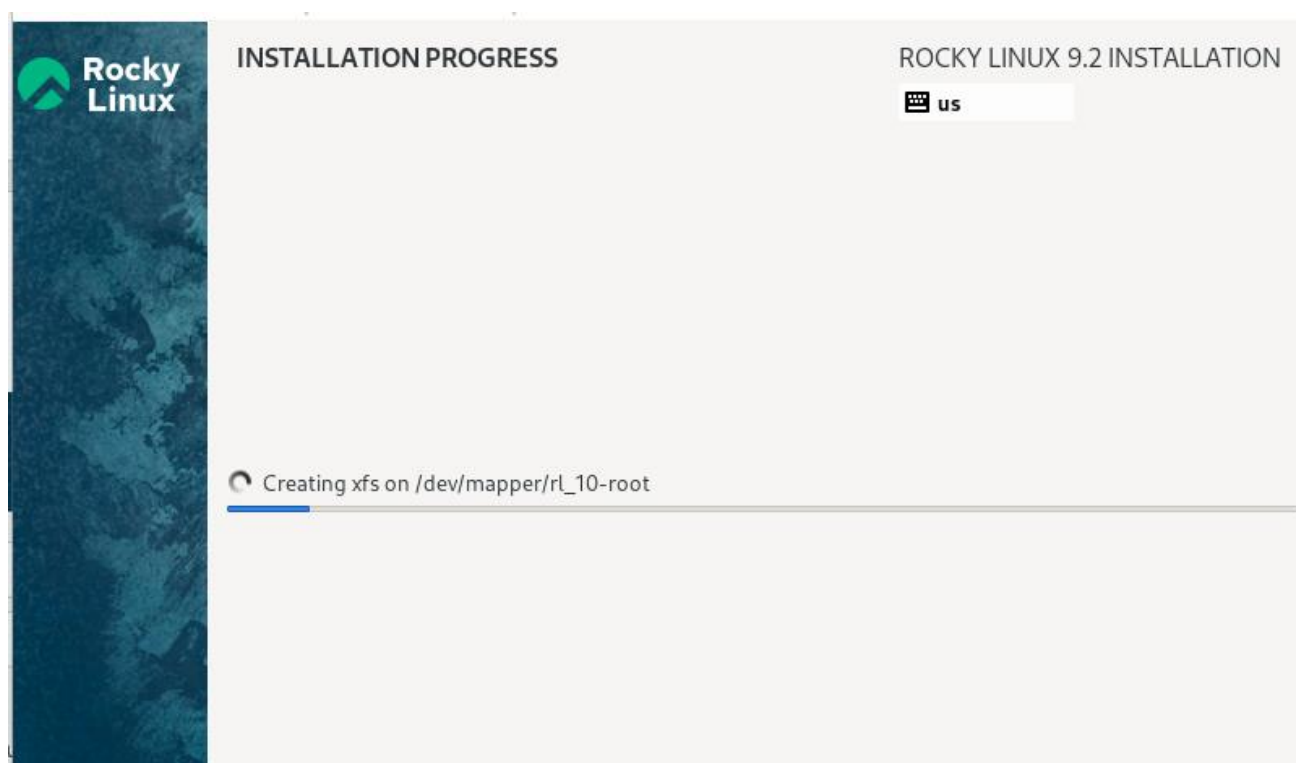 Rocky
Linux
INSTALLATION PROGRESS
ROCKY LINUX 9.2 INSTALLATION
us
Creating xfs on /dev/mapper/rl_10-root